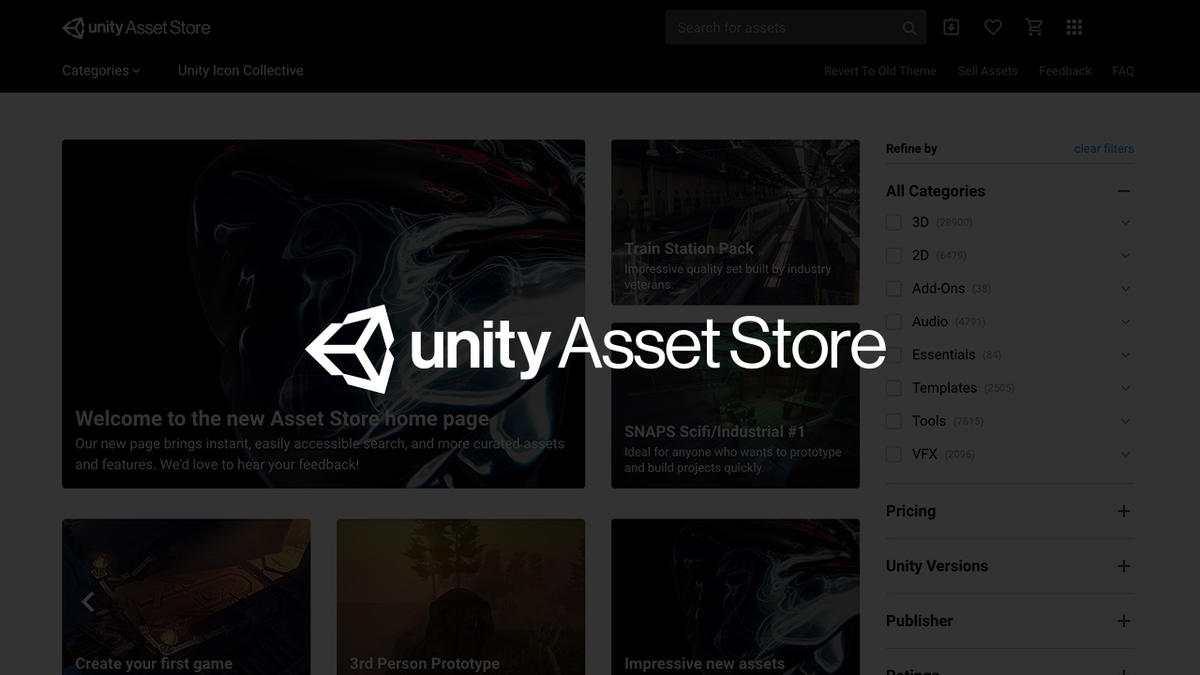 unity Asset Store
Search for assets
Categories
Unity Icon Collective
Revert To Old Theme
Sell Assets
Feedback
FAQ
Welcome to the new Asset Store home page
Our new page brings instant, easily accessible search, and more curated assets
and features. We'd love to hear your feedback!
Train Station Pack
Impressive quality set built by industry
veterans.
SNAPS Scifi/Industrial #1
Ideal for anyone who wants to prototype
and build projects quickly.
unity Asset Store
Create your first game
3rd Person Prototype
Impressive new assets
Refine by
clear filters
All Categories
3D (28900)
2D (6479)
Add-Ons (38)
Audio (4791)
Essentials (84)
Templates (2505)
Tools (7615)
VFX (2096)
Pricing
Unity Versions
Publisher
Ratings